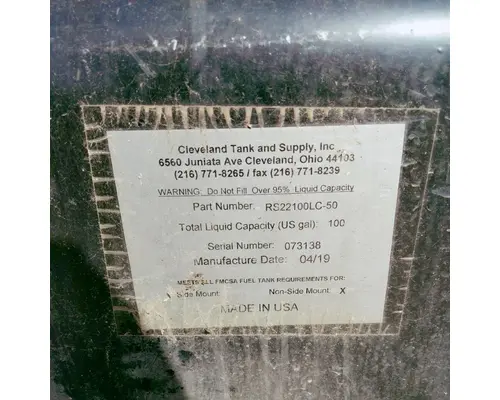 Cleveland Tank and Supply, Inc
6560 Juniata Ave Cleveland, Ohio 44103
(216) 771-8265 / fax (216) 771-8239
WARNING: Do Not Fill Over 95% Liquid Capacity
Part Number: RS22100LC-50
Total Liquid Capacity (US gal): 100
Serial Number: 073138
Manufacture Date: 04/19
MEETS ALL FMCSA FUEL TANK REQUIREMENTS FOR:
Side Mount: Non-Side Mount: X
MADE IN USA